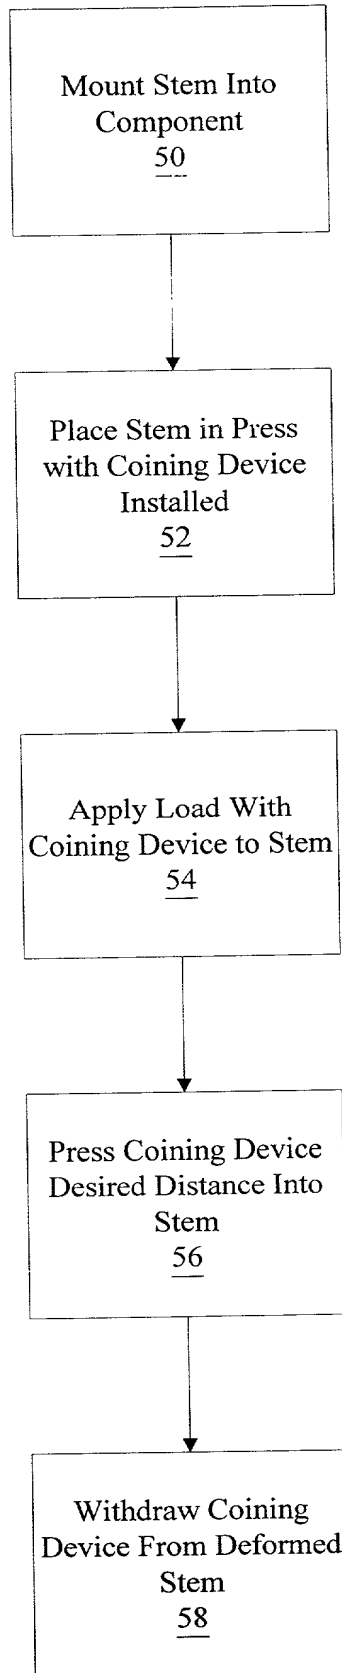 Mount Stem Into
Component
50
Place Stem in Press
with Coining Device
Installed
52
Apply Load With
Coining Device to Stem
54
Press Coining Device
Desired Distance Into
Stem
56
Withdraw Coining
Device From Deformed
Stem
58